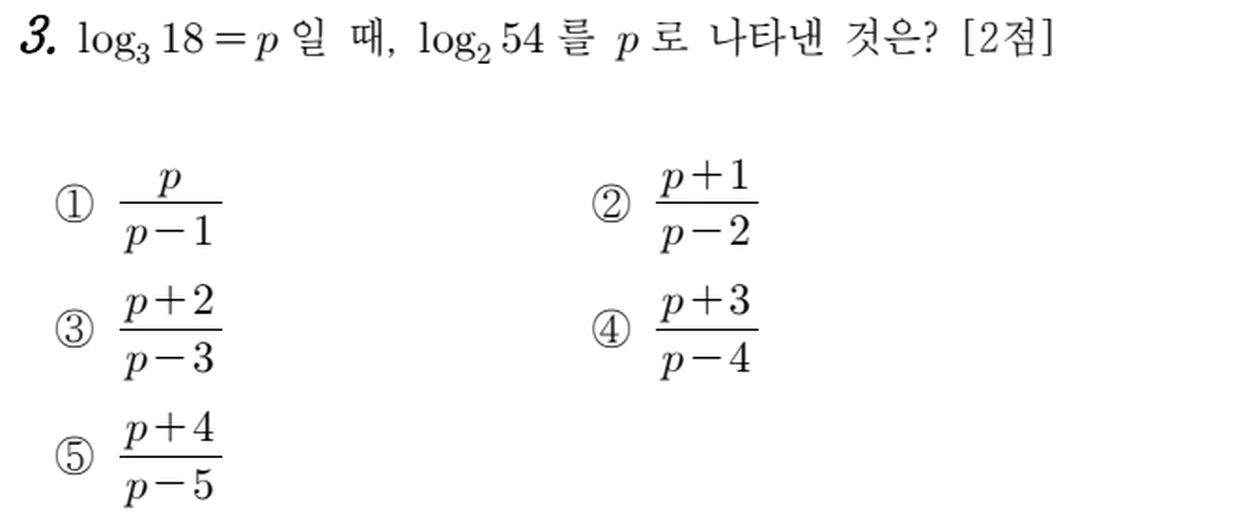 3. log₃ 18 = p 일 때, log₂ 54 를 p 로 나타낸 것은? [2점]
① p/(p−1) ② (p+1)/(p−2)
③ (p+2)/(p−3) ④ (p+3)/(p−4)
⑤ (p+4)/(p−5)